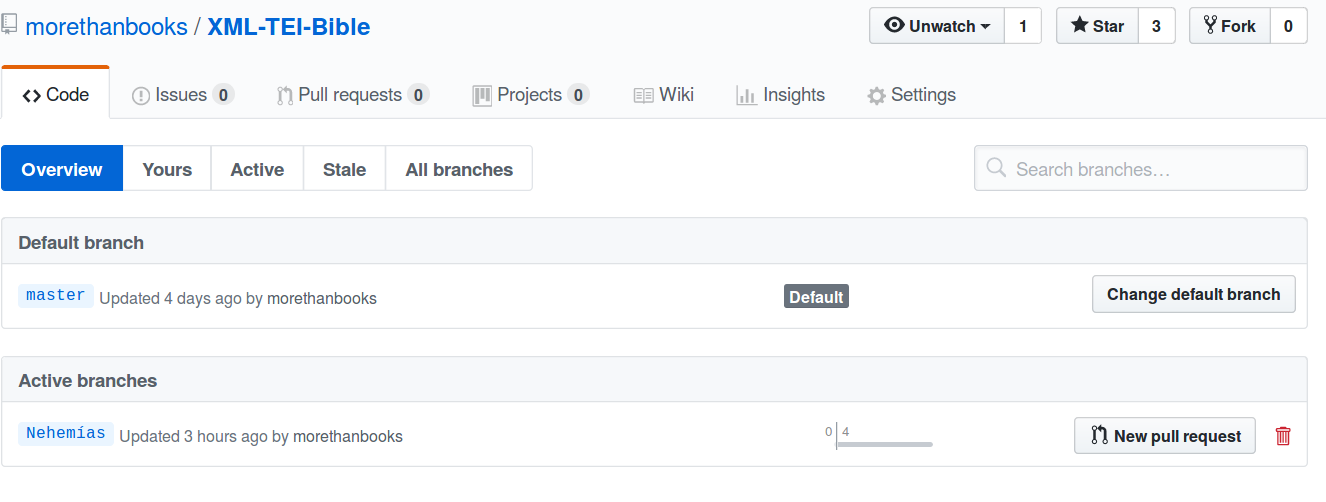 morethanbooks / XML-TEI-Bible Unwatch 1 Star 3 Fork 0
Code Issues 0 Pull requests 0 Projects 0 Wiki Insights Settings
Overview Yours Active Stale All branches Search branches…
Default branch
master Updated 4 days ago by morethanbooks Default Change default branch
Active branches
Nehemías Updated 3 hours ago by morethanbooks 0 4 New pull request